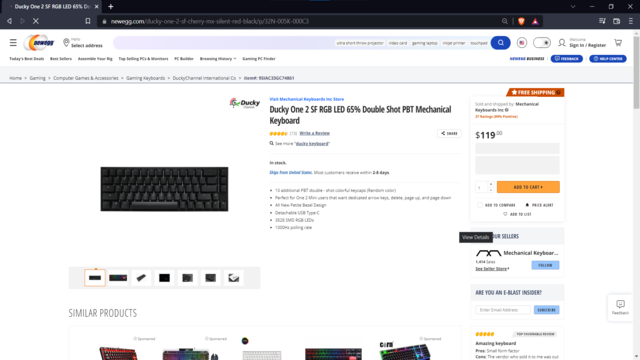 Ducky One 2 SF RGB LED 65% Do
newegg.com/ducky-one-2-sf-cherry-mx-silent-red-black/p/32N-005K-000C3
newegg
Hello
Select address
ultra short throw projector
video card
gaming laptop
inkjet printer
touchpad
Welcome
Sign In / Register
Today's Best Deals
Best Sellers
Assemble Your Rig
Top Selling PCs & Monitors
PC Builder
Browsing History
Gaming PC Finder
NEWEGG BUSINESS
FEEDBACK
HELP CENTER
Home > Gaming > Computer Games & Accessories > Gaming Keyboards > DuckyChannel International Co > Item#: 9SIAC336C74861
Ducky
Visit Mechanical Keyboards Inc Store
Ducky One 2 SF RGB LED 65% Double Shot PBT Mechanical
Keyboard
Write a Review
SHARE
See more "ducky keyboard"
In stock.
Ships from United States. Most customers receive within 2-8 days.
10 additional PBT double - shot colorful keycaps (Random color)
Perfect for One 2 Mini users that want dedicated arrow keys, delete, page up, and page down
All New Petite Bezel Design
Detachable USB Type-C
3528 SMD RGB LEDs
1000Hz polling rate
FREE SHIPPING
Sold and shipped by: Mechanical
Keyboards Inc
$119.00
1
ADD TO CART
ADD TO COMPARE
PRICE ALERT
ADD TO LIST
View Details
UR SELLERS
Mechanical Keyboar...
Sales
FOLLOW
See Seller Store
ARE YOU AN E-BLAST INSIDER?
Enter Email Address
SUBSCRIBE
Feedback
SIMILAR PRODUCTS
Sponsored
Sponsored
Sponsored
Sponsored
Sponsored
TOP FAVORABLE REVIEW
Amazing keyboard
Pros: Small form factor
Cons: The vendor who sold it to me was out